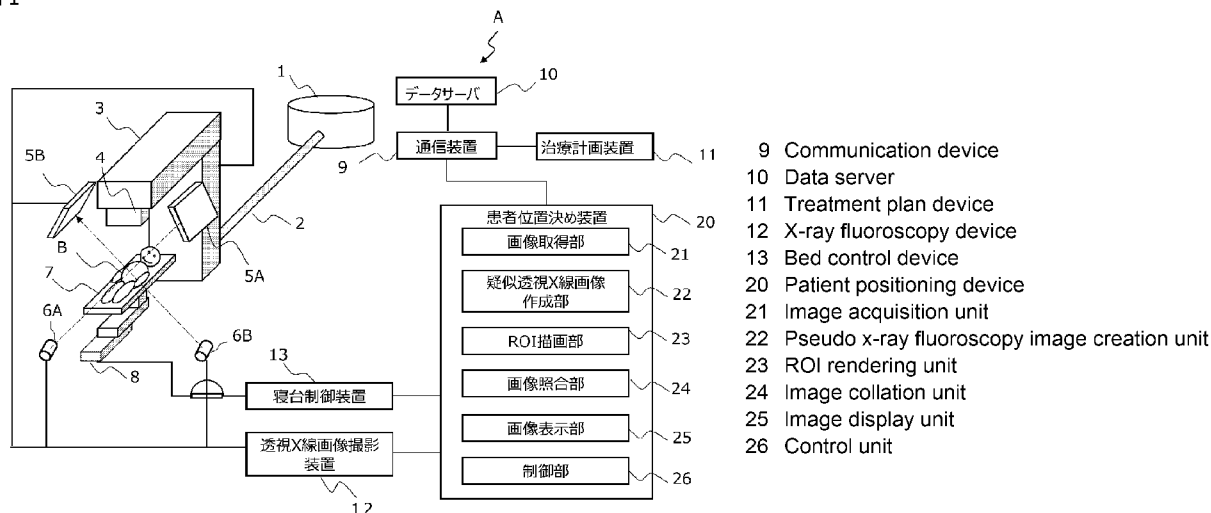 A
1
10
データサーバ
3
5B
4
通信装置
治療計画装置
9
11
2
患者位置決め装置
20
画像取得部
21
B
5A
7
疑似透視X線画像
作成部
22
6A
6B
ROI描画部
23
8
13
寝台制御装置
画像照合部
24
画像表示部
25
透視X線画像撮影
装置
制御部
26
12
9 Communication device
10 Data server
11 Treatment plan device
12 X-ray fluoroscopy device
13 Bed control device
20 Patient positioning device
21 Image acquisition unit
22 Pseudo x-ray fluoroscopy image creation unit
23 ROI rendering unit
24 Image collation unit
25 Image display unit
26 Control unit